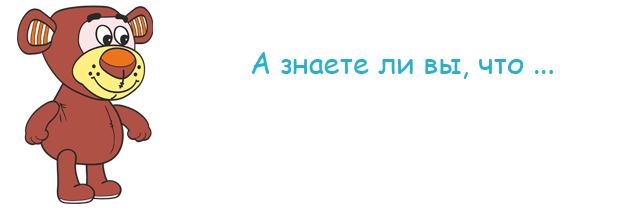 А знаете ли вы, что ...